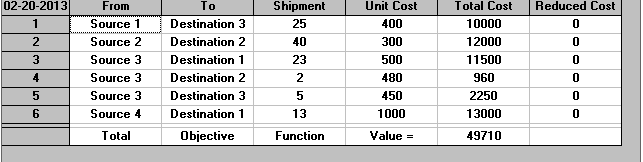 02-20-2013 From To Shipment Unit Cost Total Cost Reduced Cost
1 Source 1 Destination 3 25 400 10000 0
2 Source 2 Destination 2 40 300 12000 0
3 Source 3 Destination 1 23 500 11500 0
4 Source 3 Destination 2 2 480 960 0
5 Source 3 Destination 3 5 450 2250 0
6 Source 4 Destination 1 13 1000 13000 0
Total Objective Function Value = 49710